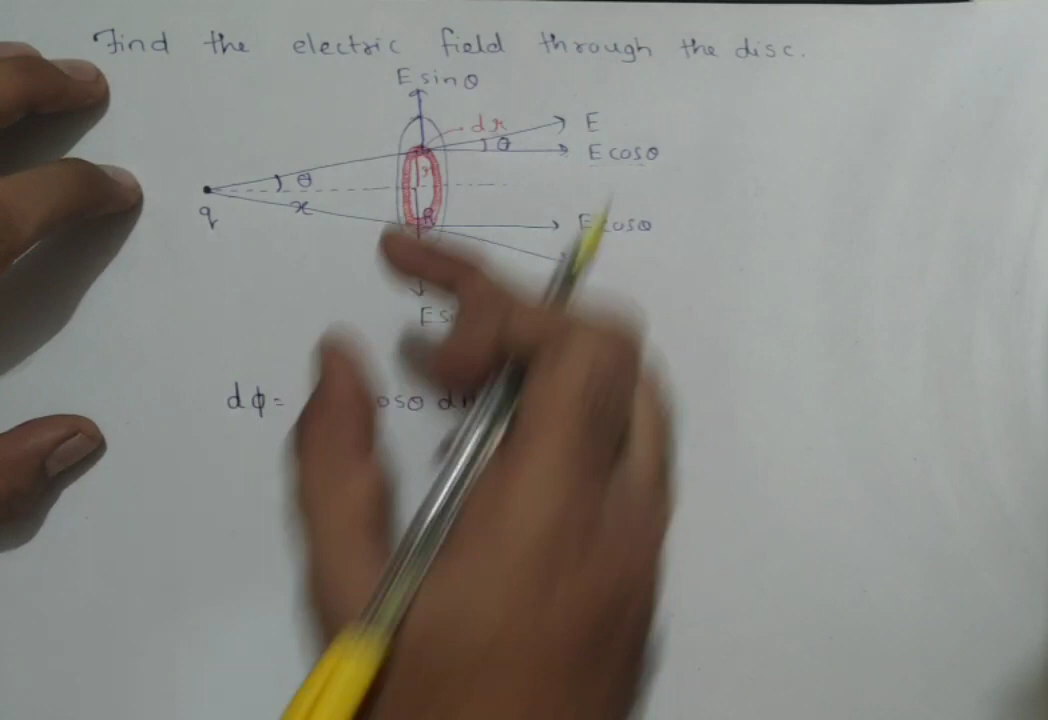 Find the electric field through the disc.
E sinθ
dr
E
θ
E cosθ
θ
r
x
q
R
E cosθ
dφ=